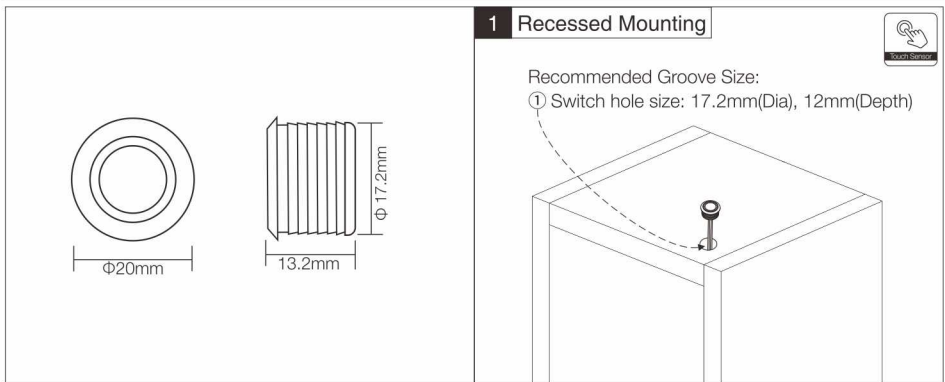 Φ20mm
13.2mm
Φ 17.2mm
1 Recessed Mounting
Touch Sensor
Recommended Groove Size:
① Switch hole size: 17.2mm(Dia), 12mm(Depth)